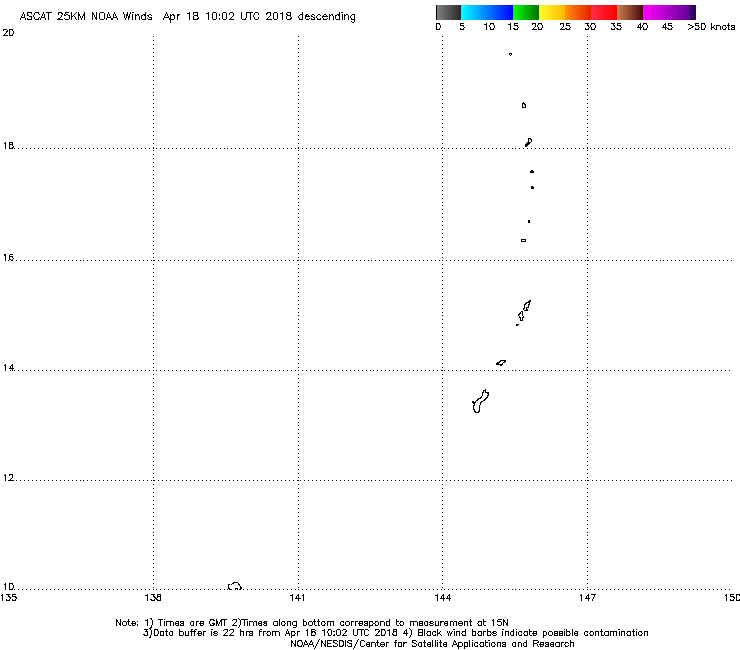 ASCAT 25KM NOAA Winds Apr 18 10:02 UTC 2018 descending
0 5 10 15 20 25 30 35 40 45 >50 knots
20
18
16
14
12
10
135 138 141 144 147 150
Note: 1) Times are GMT 2)Times along bottom correspond to measurement at 15N
3)Data buffer is 22 hrs from Apr 18 10:02 UTC 2018 4) Black wind barbs indicate possible contamination
NOAA/NESDIS/Center for Satellite Applications and Research